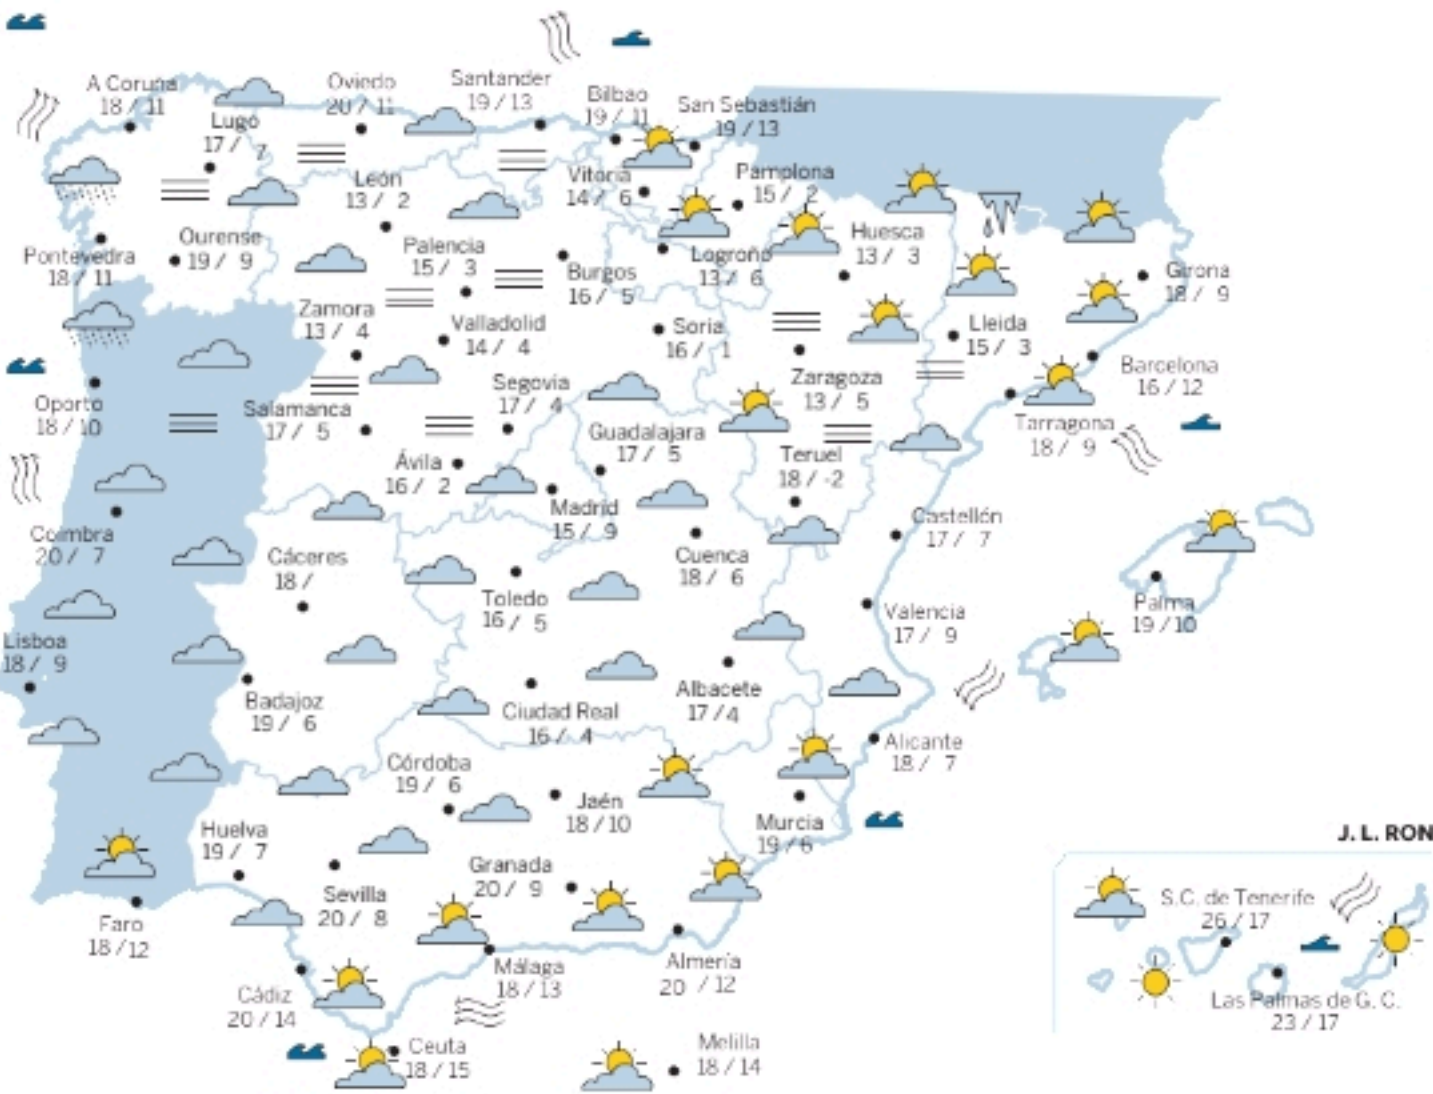 A Coruña
18 / 11
Lugo
17 / 7
Oviedo
20 / 11
Santander
19 / 13
Bilbao
19 / 11
San Sebastián
19 / 13
León
13 / 2
Vitoria
14 / 6
Pamplona
15 / 2
Pontevedra
18 / 11
Ourense
19 / 9
Palencia
15 / 3
Burgos
16 / 5
Logroño
13 / 6
Huesca
13 / 3
Girona
18 / 9
Zamora
13 / 4
Valladolid
14 / 4
Soria
16 / 1
Lleida
15 / 3
Oporto
18 / 10
Salamanca
17 / 5
Segovia
17 / 4
Zaragoza
13 / 5
Barcelona
16 / 12
Tarragona
18 / 9
Guadalajara
17 / 5
Ávila
16 / 2
Teruel
18 / -2
Madrid
15 / 9
Coimbra
20 / 7
Cáceres
18 /
Cuenca
18 / 6
Castellón
17 / 7
Toledo
16 / 5
Valencia
17 / 9
Palma
19 / 10
Lisboa
18 / 9
Badajoz
19 / 6
Ciudad Real
16 / 4
Albacete
17 / 4
Alicante
18 / 7
Córdoba
19 / 6
Jaén
18 / 10
Murcia
19 / 6
Huelva
19 / 7
Sevilla
20 / 8
Granada
20 / 9
Faro
18 / 12
Málaga
18 / 13
Almería
20 / 12
Cádiz
20 / 14
Ceuta
18 / 15
Melilla
18 / 14
J. L. RON
S.C. de Tenerife
26 / 17
Las Palmas de G. C.
23 / 17